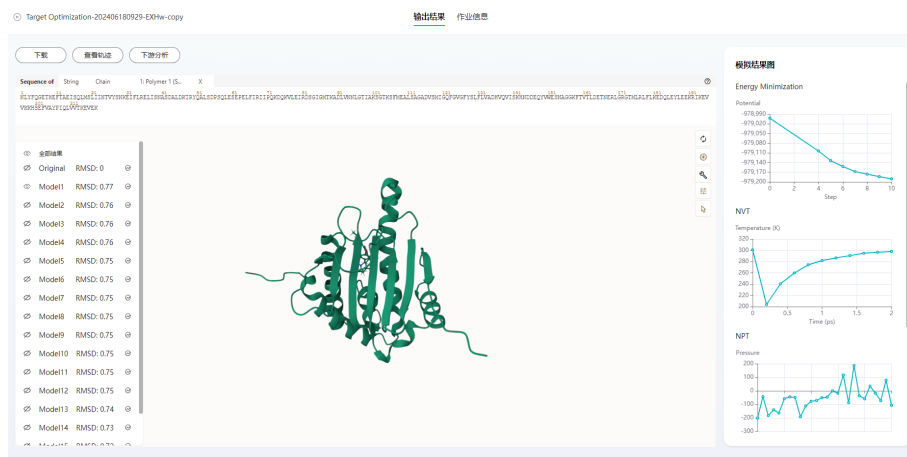 Target Optimization-202406180929-EXHw-copy
输出结果 作业信息
下载 查看轨迹 下游分析
Sequence of String Chain 1: Polymer 1 (S... X
全部结果
Original RMSD: 0
Model1 RMSD: 0.77
Model2 RMSD: 0.76
Model3 RMSD: 0.76
Model4 RMSD: 0.76
Model5 RMSD: 0.75
Model6 RMSD: 0.75
Model7 RMSD: 0.75
Model8 RMSD: 0.75
Model9 RMSD: 0.75
Model10 RMSD: 0.75
Model11 RMSD: 0.75
Model12 RMSD: 0.75
Model13 RMSD: 0.74
Model14 RMSD: 0.73
模拟结果图
Energy Minimization
Potential
-978,990
-979,020
-979,050
-979,080
-979,110
-979,140
-979,170
-979,200
0 2 4 6 8 10
Step
NVT
Temperature (K)
320
300
280
260
240
220
200
0 0.5 1 1.5 2
Time (ps)
NPT
Pressure
200
100
0
-100
-200
-300